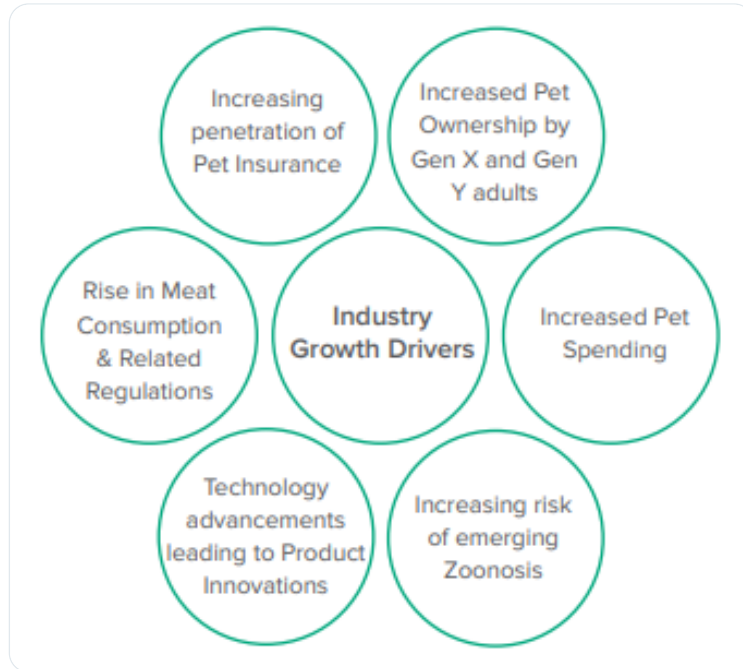 Increasing
penetration of
Pet Insurance
Increased Pet
Ownership by
Gen X and Gen
Y adults
Rise in Meat
Consumption
& Related
Regulations
Industry
Growth Drivers
Increased Pet
Spending
Technology
advancements
leading to Product
Innovations
Increasing risk
of emerging
Zoonosis